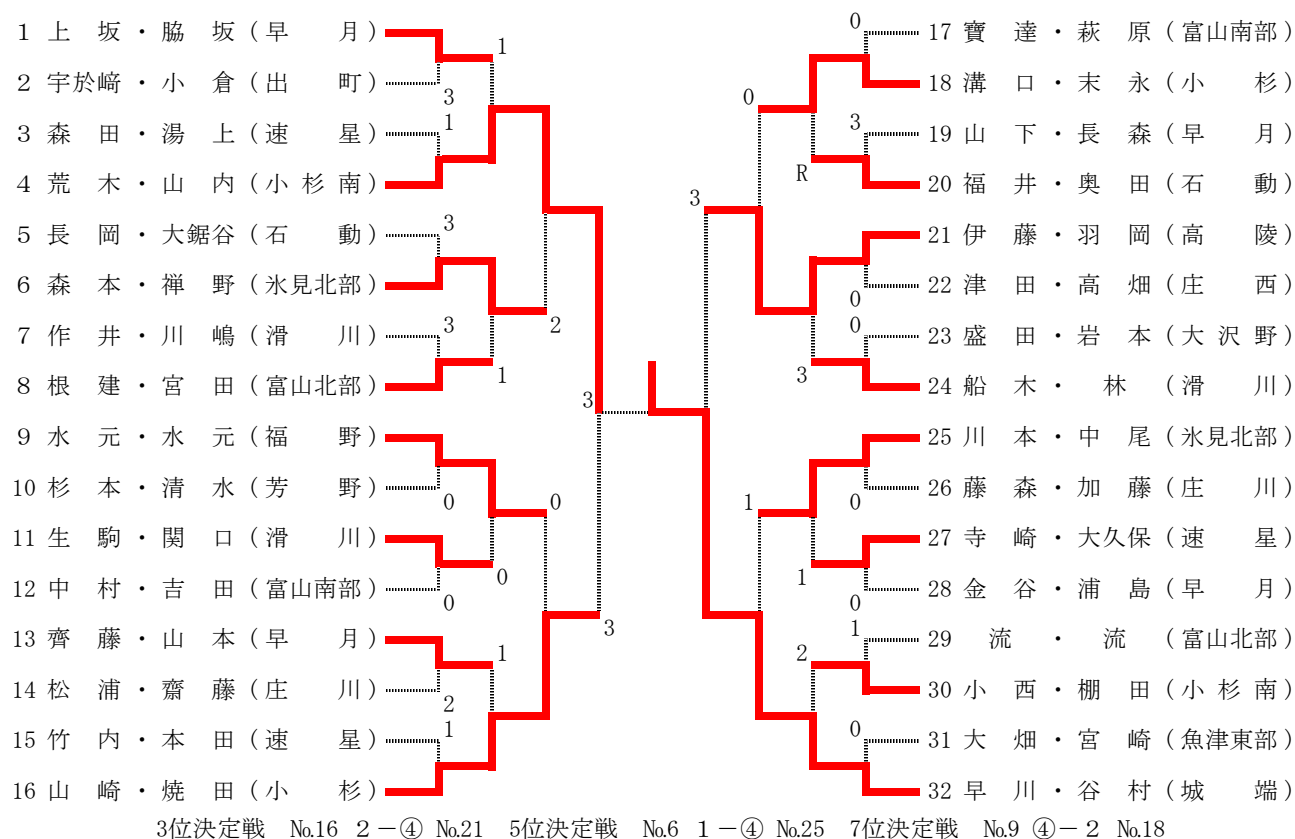 1 上 坂・脇 坂(早 月)
2 宇於﨑・小 倉(出 町)
3 森 田・湯 上(速 星)
4 荒 木・山 内(小 杉 南)
5 長 岡・大鋸谷(石 動)
6 森 本・禅 野(氷見北部)
7 作 井・川 嶋(滑 川)
8 根 建・宮 田(富山北部)
9 水 元・水 元(福 野)
10 杉 本・清 水(芳 野)
11 生 駒・関 口(滑 川)
12 中 村・吉 田(富山南部)
13 齊 藤・山 本(早 月)
14 松 浦・齋 藤(庄 川)
15 竹 内・本 田(速 星)
16 山 崎・焼 田(小 杉)
1
3
1
3
2
3
1
3
0
0
0
0
3
1
2
1
17 寶 達・萩 原(富山南部)
18 溝 口・末 永(小 杉)
19 山 下・長 森(早 月)
20 福 井・奥 田(石 動)
21 伊 藤・羽 岡(高 陵)
22 津 田・高 畑(庄 西)
23 盛 田・岩 本(大 沢 野)
24 船 木・ 林 (滑 川)
25 川 本・中 尾(氷見北部)
26 藤 森・加 藤(庄 川)
27 寺 崎・大久保(速 星)
28 金 谷・浦 島(早 月)
29 流 ・ 流 (富山北部)
30 小 西・棚 田(小 杉 南)
31 大 畑・宮 崎(魚津東部)
32 早 川・谷 村(城 端)
0
0
3
R
3
0
0
3
1
0
1
0
1
2
0
3位決定戦 №16 2-④ №21 5位決定戦 №6 1-④ №25 7位決定戦 №9 ④-2 №18